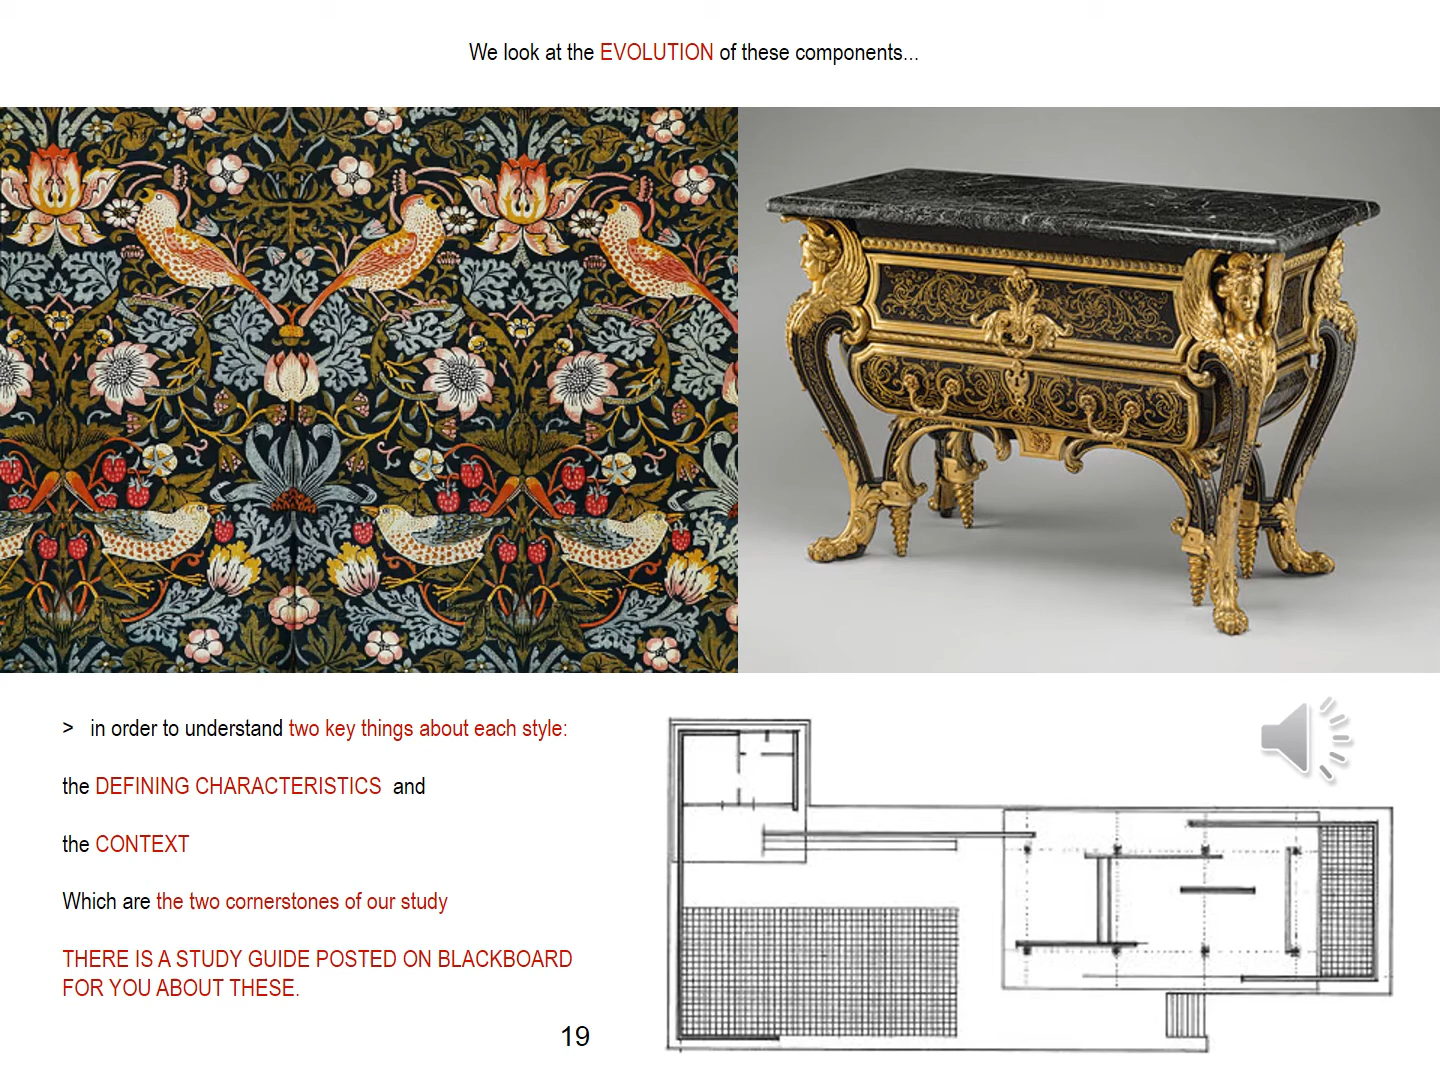 We look at the EVOLUTION of these components...
> in order to understand two key things about each style:
the DEFINING CHARACTERISTICS and
the CONTEXT
Which are the two cornerstones of our study
THERE IS A STUDY GUIDE POSTED ON BLACKBOARD
FOR YOU ABOUT THESE.
19